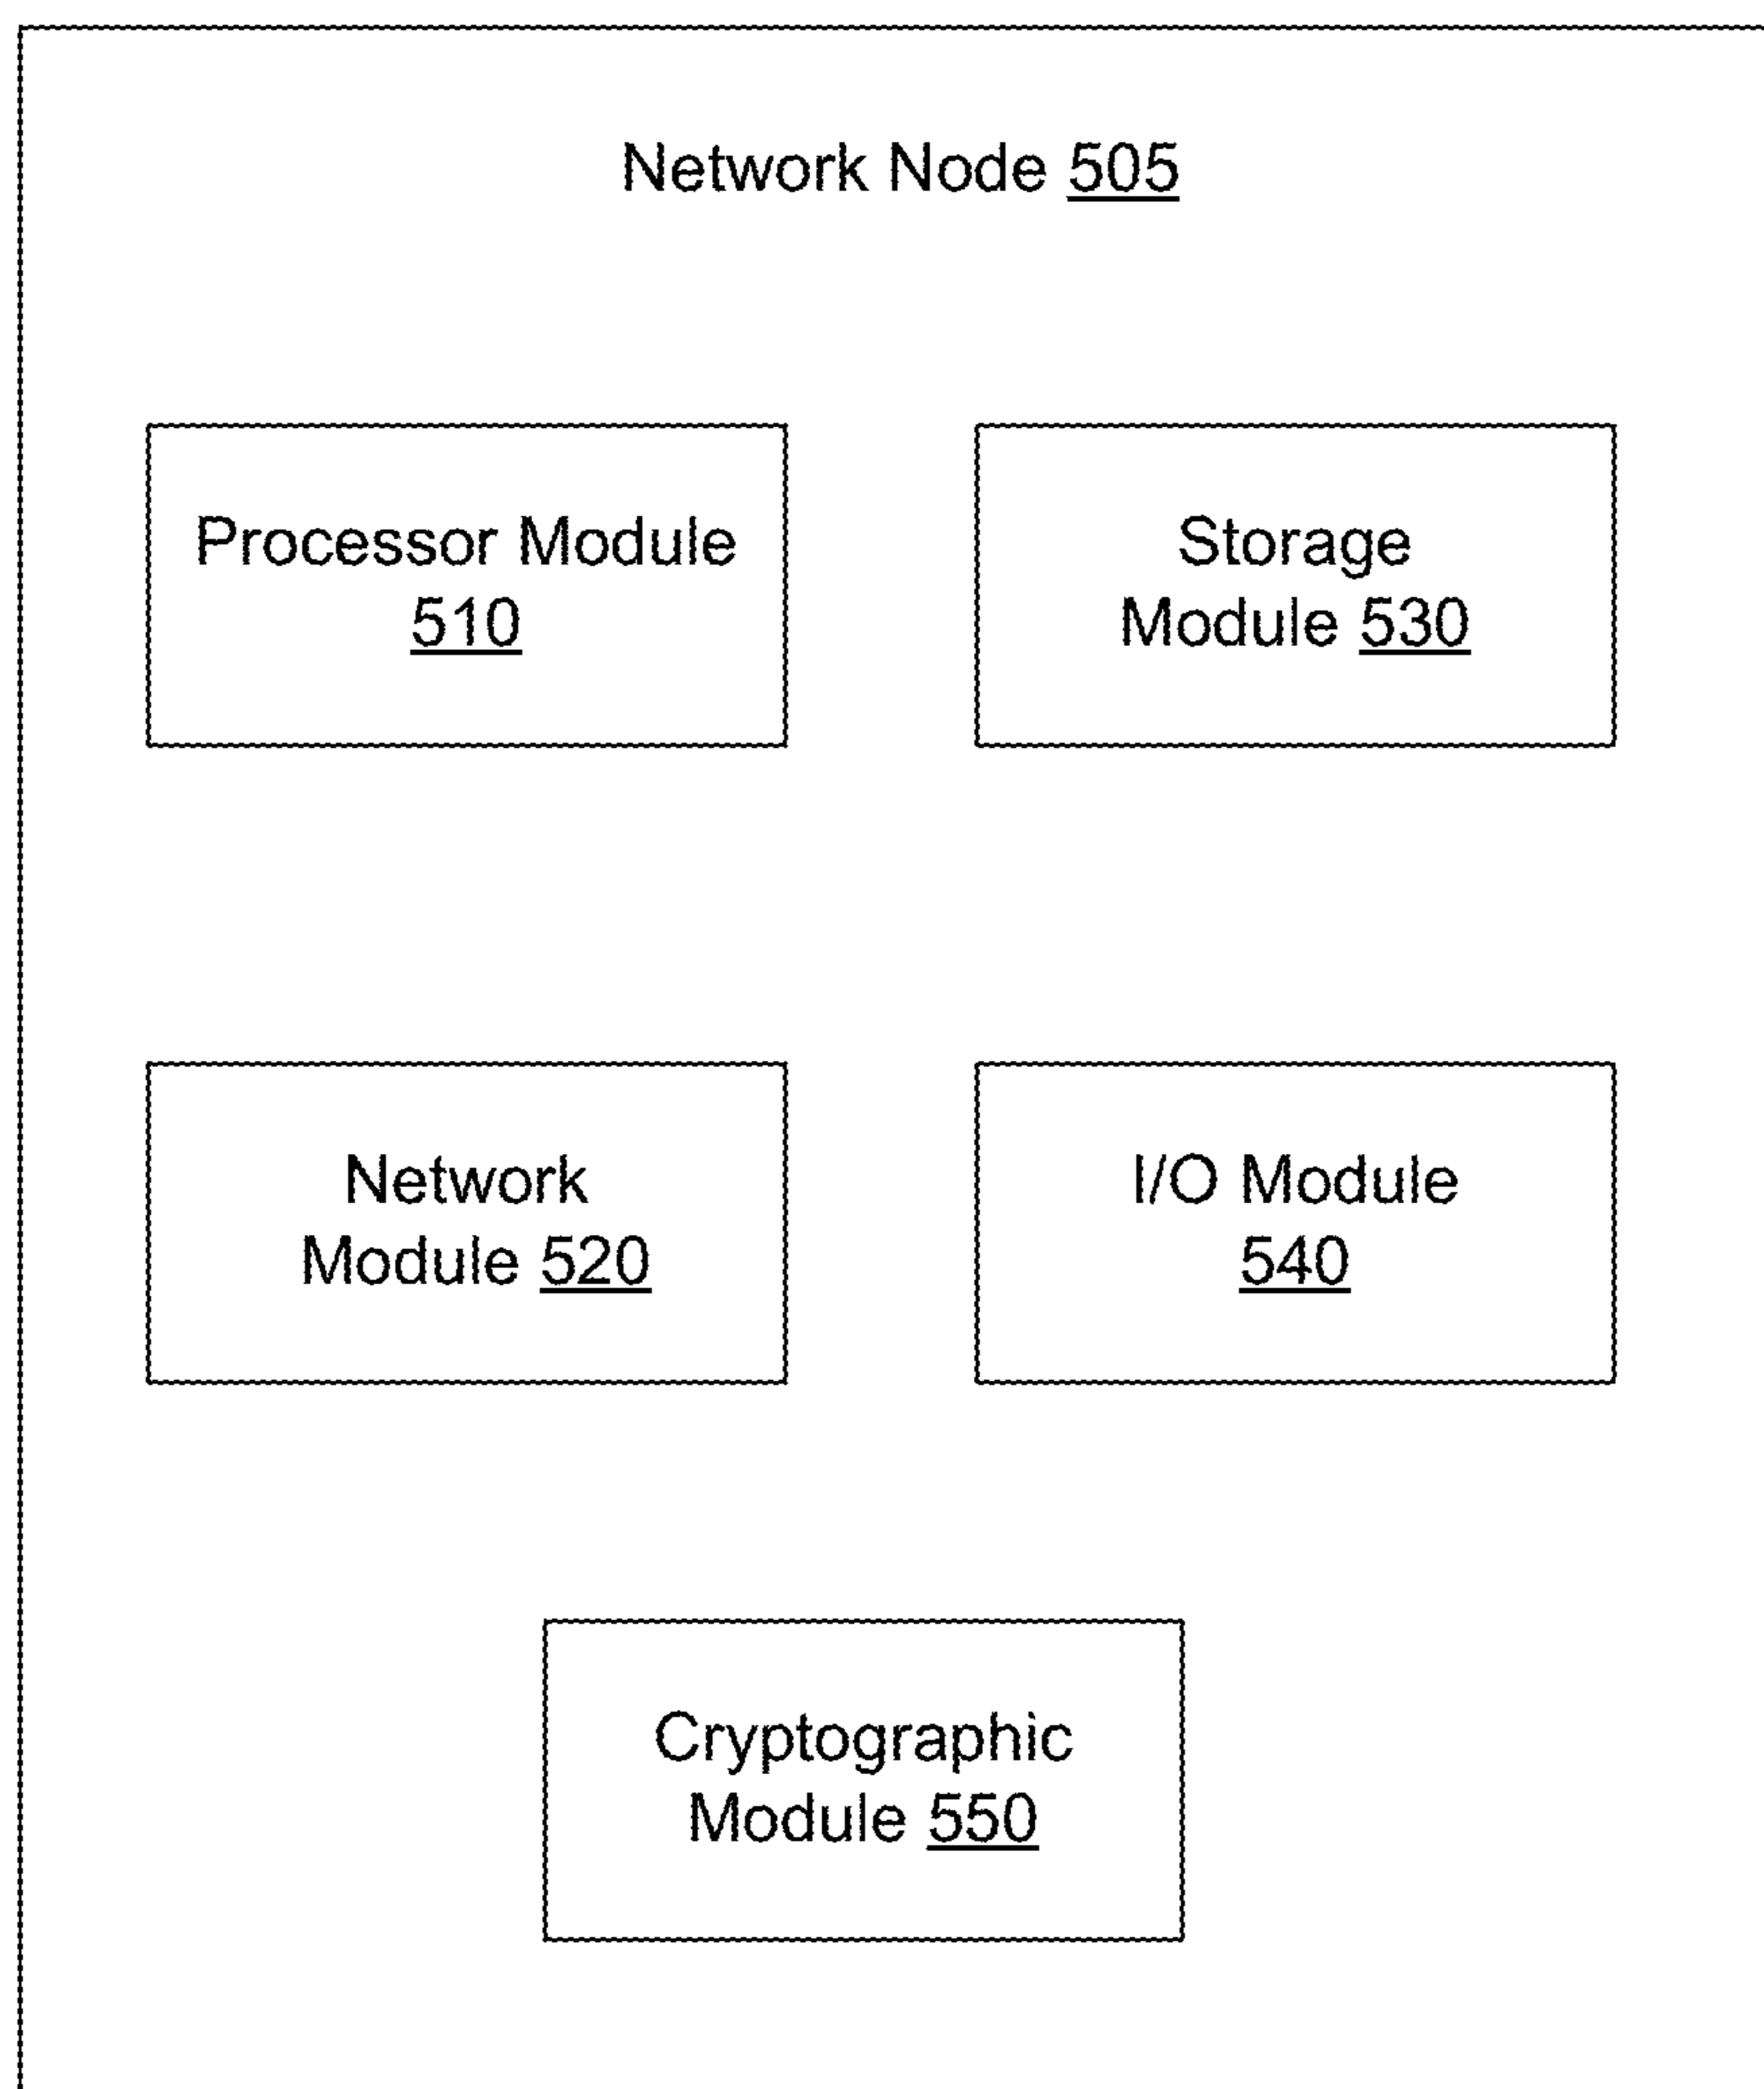 Network Node 505
Processor Module
510
Storage
Module 530
Network
Module 520
I/O Module
540
Cryptographic
Module 550